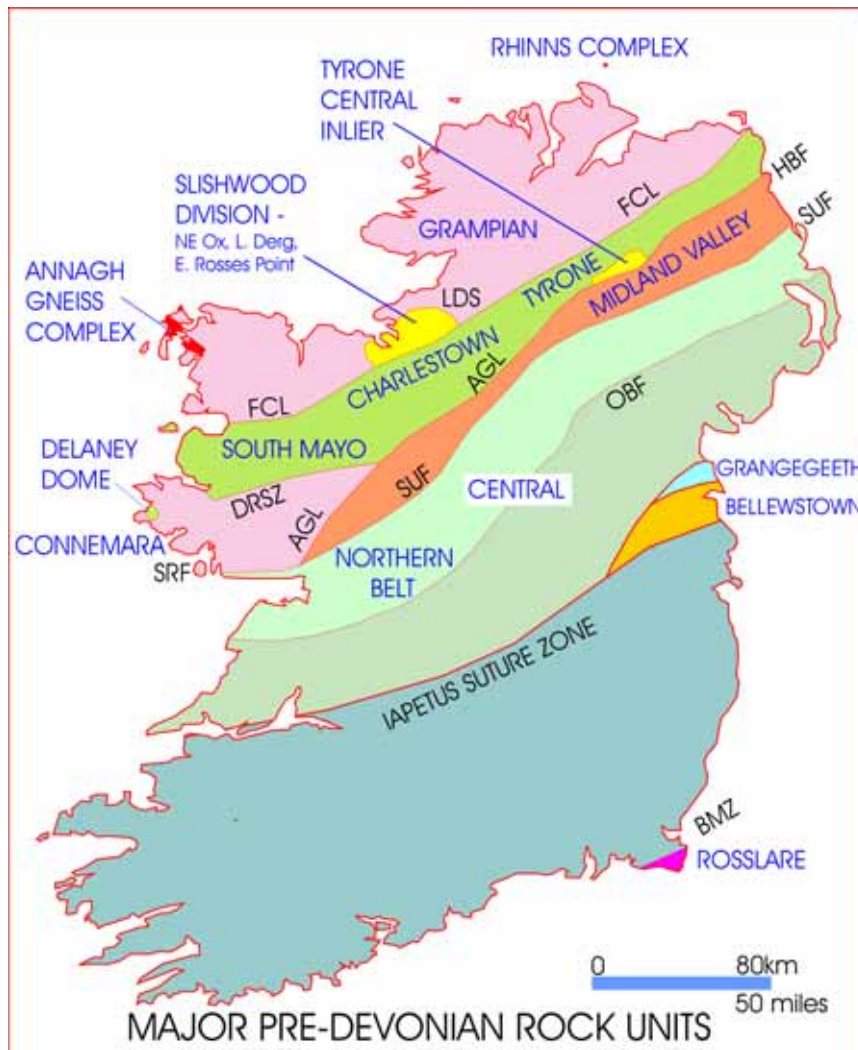 RHINNS COMPLEX
TYRONE
CENTRAL
INLIER
SLISHWOOD
DIVISION -
NE Ox, L. Derg,
E. Rosses Point
HBF
SUF
FCL
GRAMPIAN
MIDLAND VALLEY
TYRONE
ANNAGH
GNEISS
COMPLEX
LDS
CHARLESTOWN
AGL
OBF
FCL
SOUTH MAYO
DELANEY
DOME
DRSZ
SUF
CENTRAL
GRANGEGEETH
BELLEWSTOWN
AGL
CONNEMARA
SRF
NORTHERN
BELT
IAPETUS SUTURE ZONE
BMZ
ROSSLARE
0 80km
50 miles
MAJOR PRE-DEVONIAN ROCK UNITS